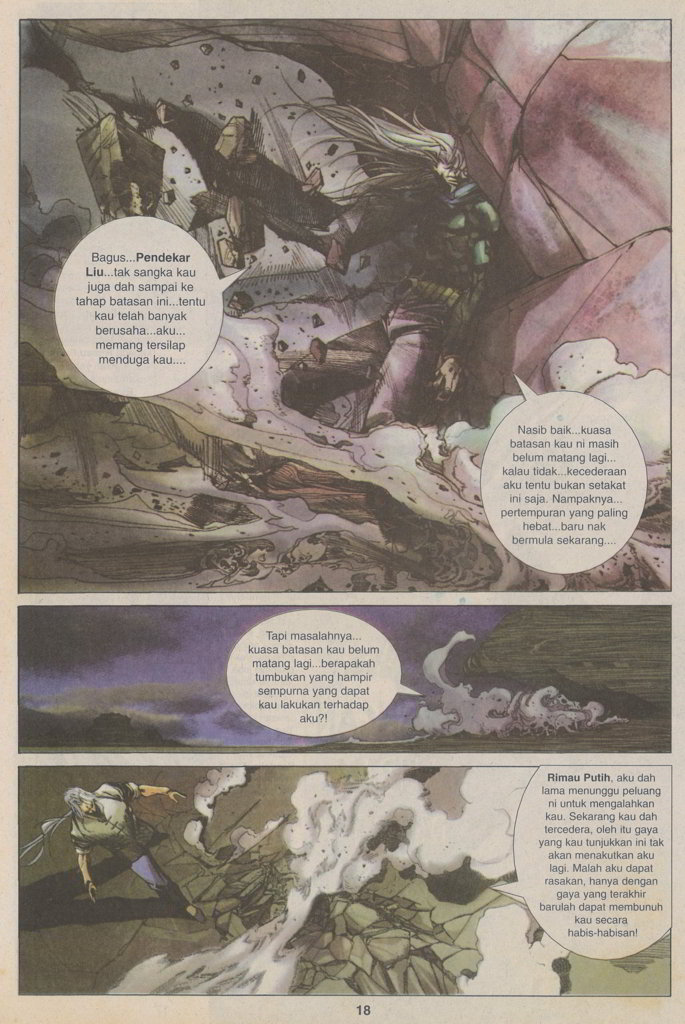 Bagus...Pendekar
Liu...tak sangka kau
juga dah sampai ke
tahap batasan ini...tentu
kau telah banyak
berusaha...aku...
memang tersilap
menduga kau....
Nasib baik...kuasa
batasan kau ni masih
belum matang lagi...
kalau tidak...kecederaan
aku tentu bukan setakat
ini saja. Nampaknya...
pertempuran yang paling
hebat...baru nak
bermula sekarang....
Tapi masalahnya...
kuasa batasan kau belum
matang lagi...berapakah
tumbukan yang hampir
sempurna yang dapat
kau lakukan terhadap
aku?!
Rimau Putih, aku dah
lama menunggu peluang
ni untuk mengalahkan
kau. Sekarang kau dah
tercedera, oleh itu gaya
yang kau tunjukkan ini tak
akan menakutkan aku
lagi. Malah aku dapat
rasakan, hanya dengan
gaya yang terakhir
barulah dapat membunuh
kau secara
habis-habisan!
18